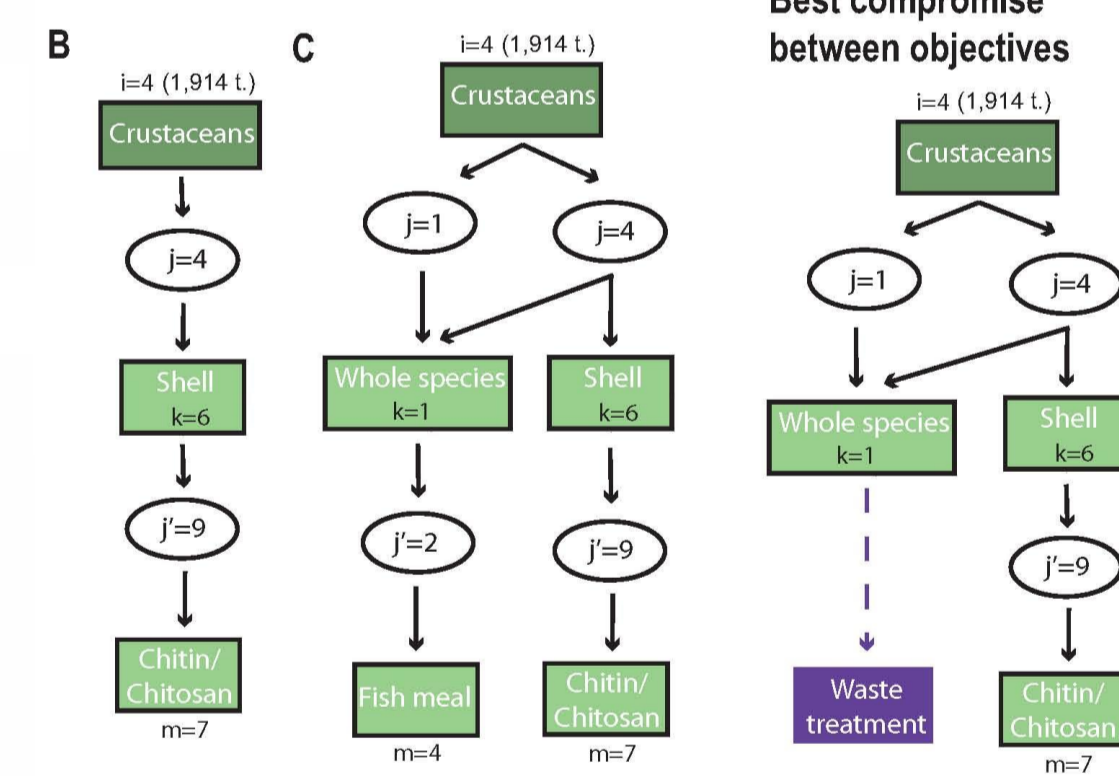 B
i=4 (1,914 t.)
Crustaceans
j=4
Shell
k=6
j'=9
Chitin/
Chitosan
m=7
C
i=4 (1,914 t.)
Crustaceans
j=1
j=4
Whole species
k=1
Shell
k=6
j'=2
j'=9
Fish meal
m=4
Chitin/
Chitosan
m=7
Best compromise
between objectives
i=4 (1,914 t.)
Crustaceans
j=1
j=4
Whole species
k=1
Shell
k=6
j'=9
Waste
treatment
Chitin/
Chitosan
m=7